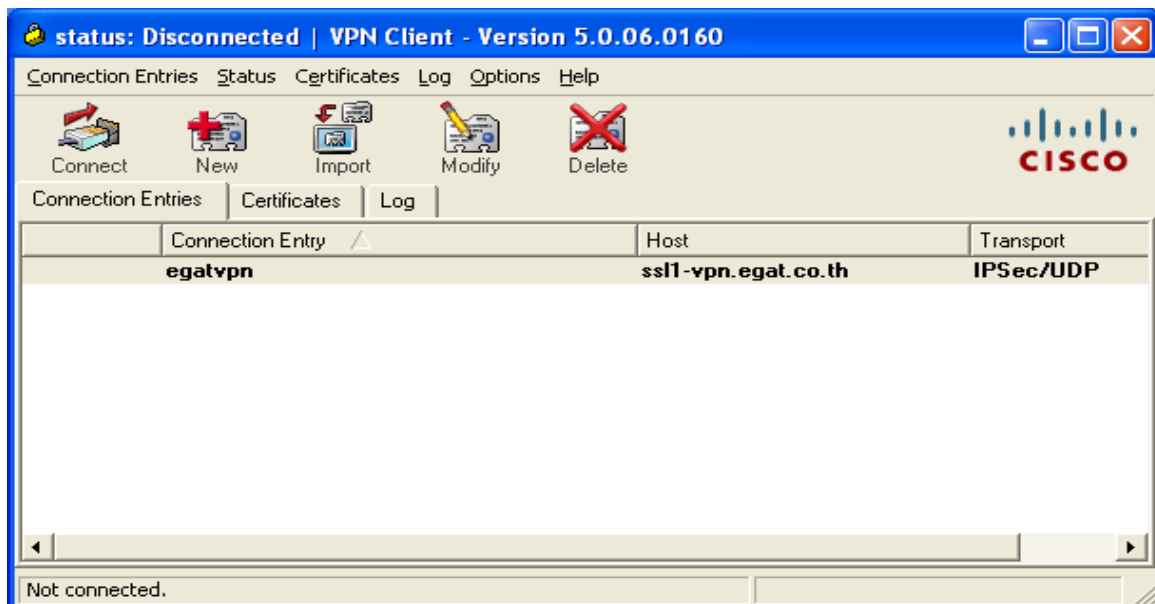 status: Disconnected | VPN Client - Version 5.0.06.0160
Connection Entries Status Certificates Log Options Help
Connect New Import Modify Delete
CISCO
Connection Entries Certificates Log
Connection Entry Host Transport
egatvpn ssl1-vpn.egat.co.th IPSec/UDP
Not connected.